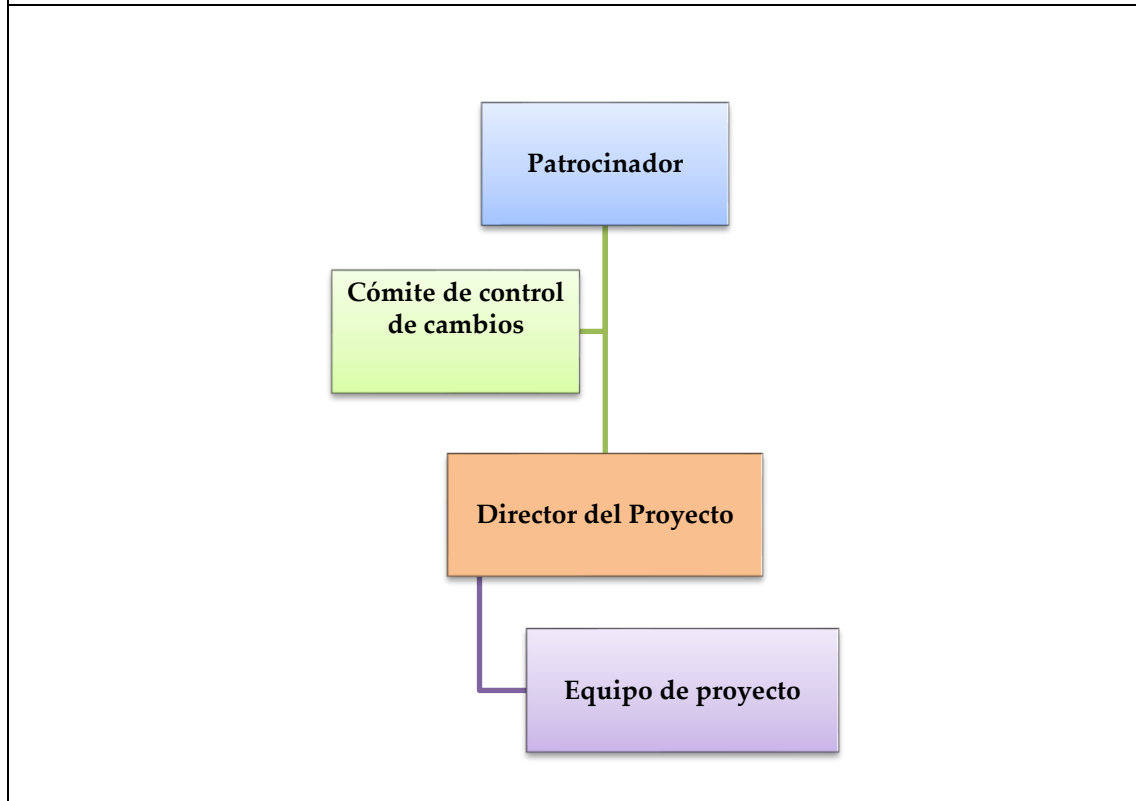 Patrocinador
Cómite de control
de cambios
Director del Proyecto
Equipo de proyecto